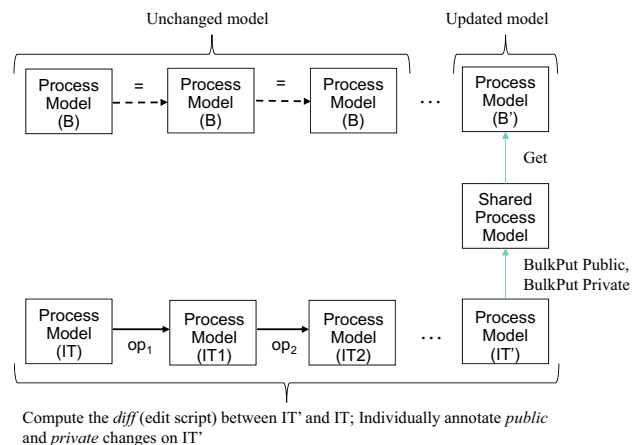 Unchanged model
Updated model
Process
Model
(B)
=
Process
Model
(B)
=
Process
Model
(B)
...
Process
Model
(B')
Get
Shared
Process
Model
BulkPut Public,
BulkPut Private
Process
Model
(IT)
op1
Process
Model
(IT1)
op2
Process
Model
(IT2)
...
Process
Model
(IT')
Compute the diff (edit script) between IT' and IT; Individually annotate public
and private changes on IT'